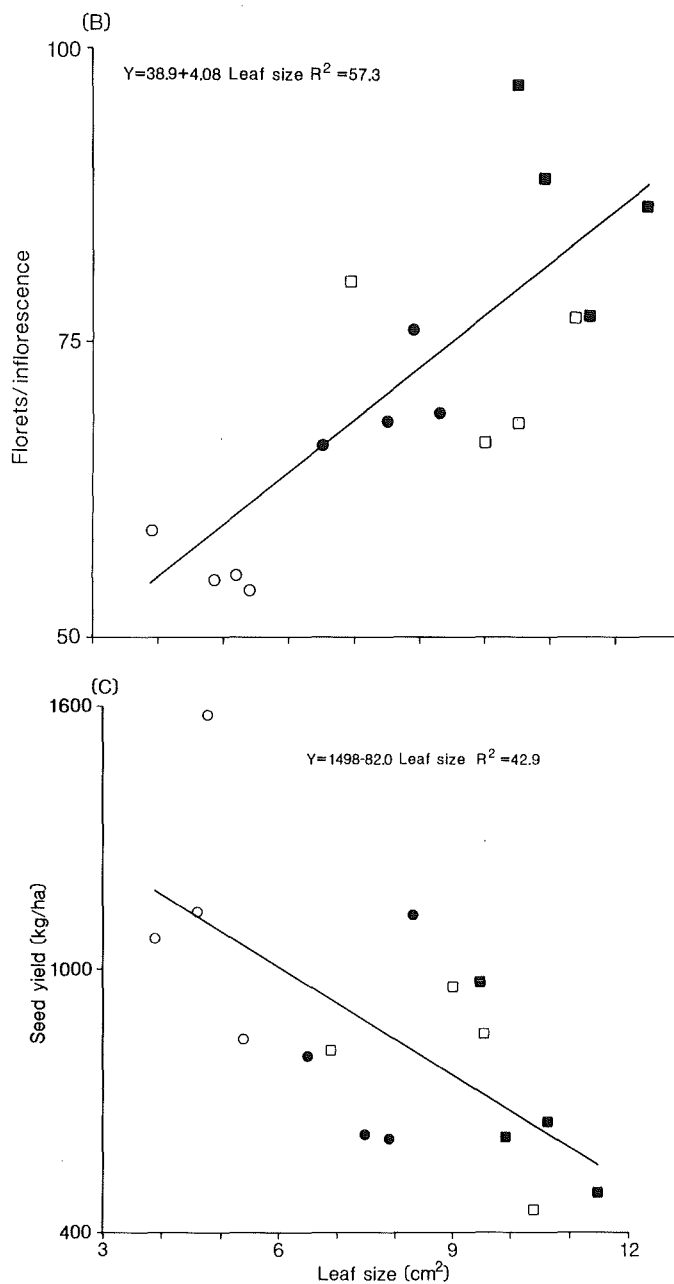 (B)
100
Y=38.9+4.08 Leaf size R² =57.3
75
Florets/inflorescence
50
(C)
1600
Y=1498-82.0 Leaf size R² =42.9
Seed yield (kg/ha)
1000
400
3 6 9 12
Leaf size (cm²)